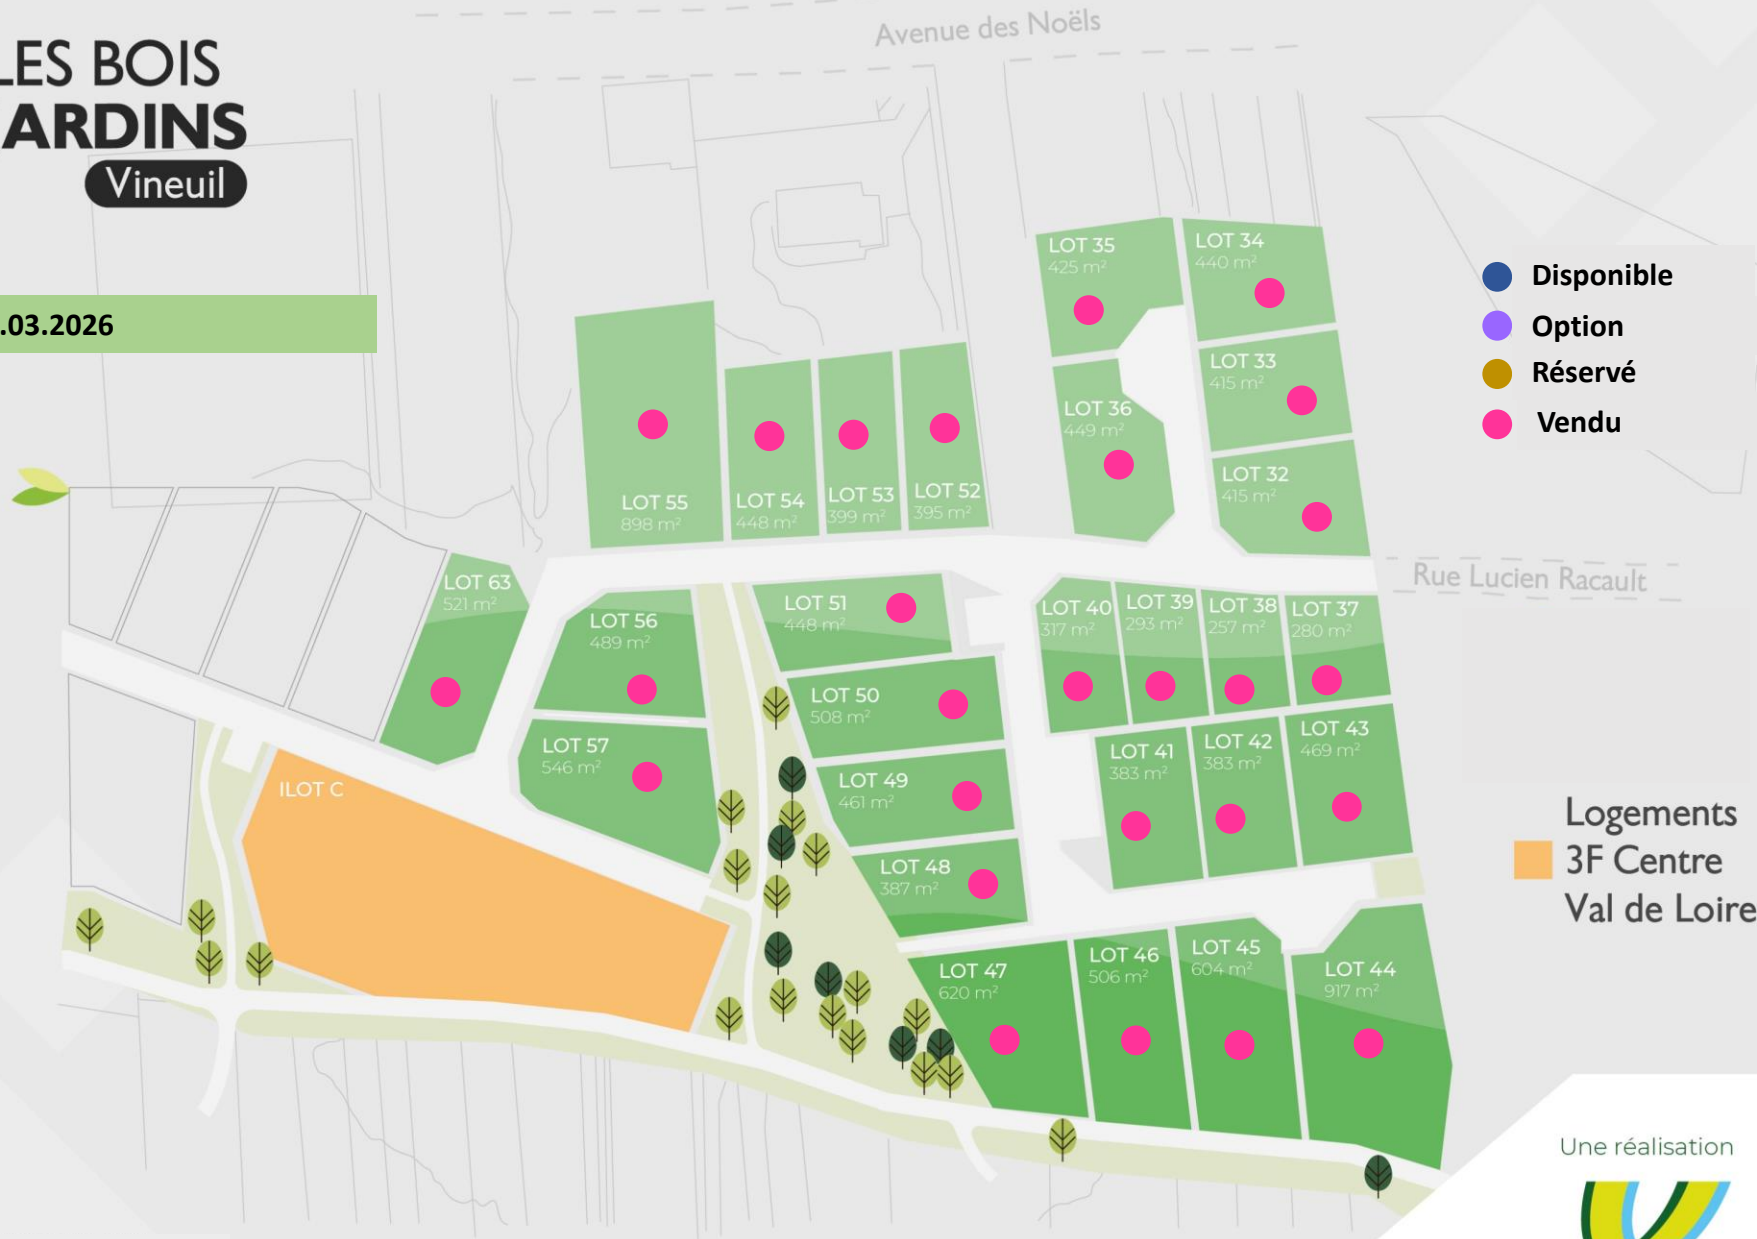 Avenue des Noëls
LES BOIS
JARDINS
Vineuil
.03.2026
LOT 35
425 m²
LOT 34
440 m²
LOT 33
415 m²
LOT 36
449 m²
LOT 32
415 m²
Disponible
Option
Réservé
Vendu
LOT 55
898 m²
LOT 54
448 m²
LOT 53
399 m²
LOT 52
395 m²
Rue Lucien Racault
LOT 63
521 m²
LOT 56
489 m²
LOT 57
546 m²
LOT 51
448 m²
LOT 50
508 m²
LOT 49
461 m²
LOT 48
387 m²
LOT 40
317 m²
LOT 39
293 m²
LOT 38
257 m²
LOT 37
280 m²
LOT 41
383 m²
LOT 42
383 m²
LOT 43
469 m²
ILOT C
Logements
3F Centre
Val de Loire
LOT 47
620 m²
LOT 46
506 m²
LOT 45
604 m²
LOT 44
917 m²
Une réalisation